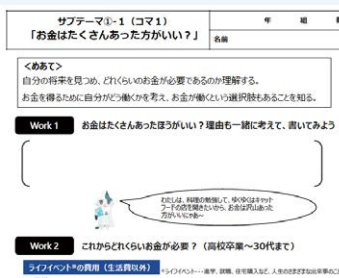 サブテーマ①-1（コマ１）
「お金はたくさんあった方がいい？」
年　組
名前
＜めあて＞
自分の将来を見つめ、どれくらいのお金が必要であるのか理解する。
お金を得るために自分がどう働くかを考え、お金が働くという選択肢もあることを知る。
Work 1　お金はたくさんあったほうがいい？理由も一緒に考えて、書いてみよう
わたしは、料理の勉強して、ゆくゆくはキャット
フードの店を開きたいから、お金は沢山あった
方がいいにゃあ～
Work 2　これからどれくらいお金が必要？（高校卒業～30代まで）
ライフイベント*の費用（生活費以外）
*ライフイベント･･･進学、就職、住宅購入など、人生のさまざまな出来事の